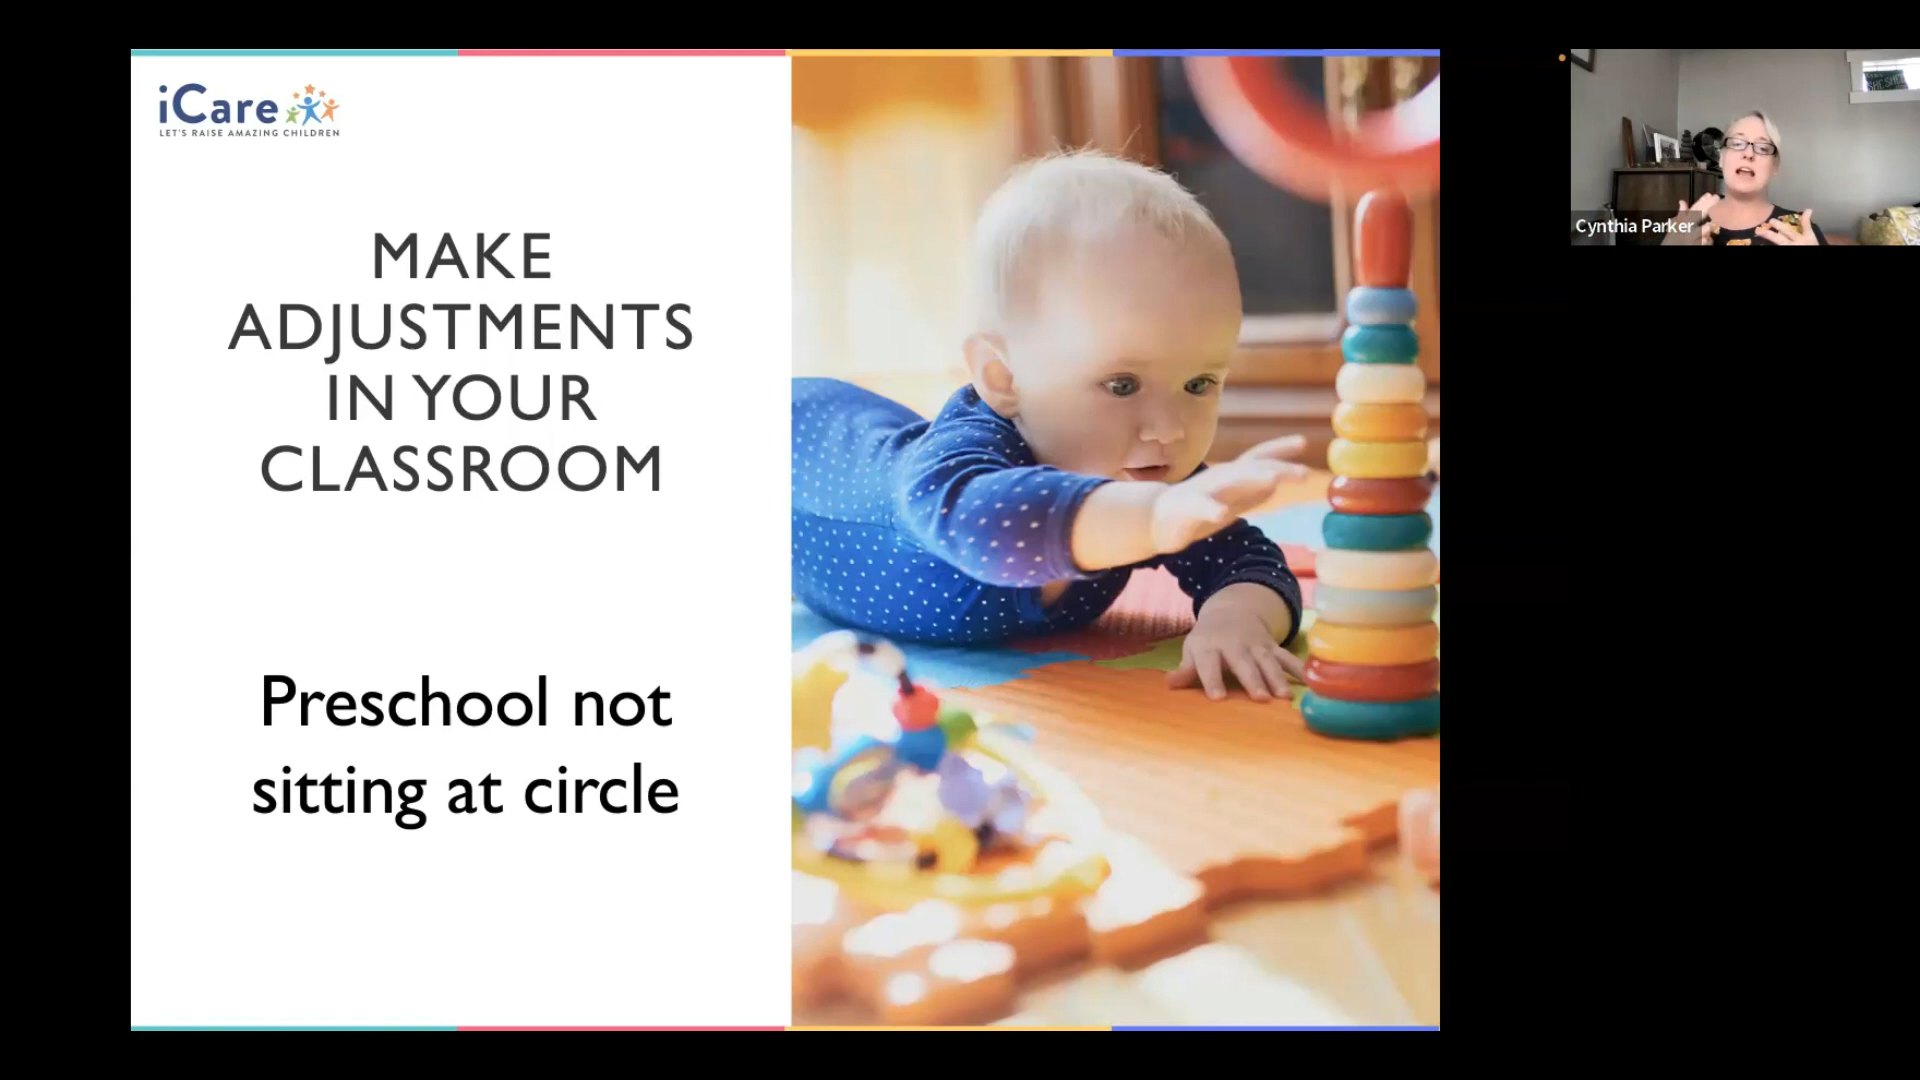 iCare
LET'S RAISE AMAZING CHILDREN
MAKE
ADJUSTMENTS
IN YOUR
CLASSROOM
Preschool not
sitting at circle
Cynthia Parker